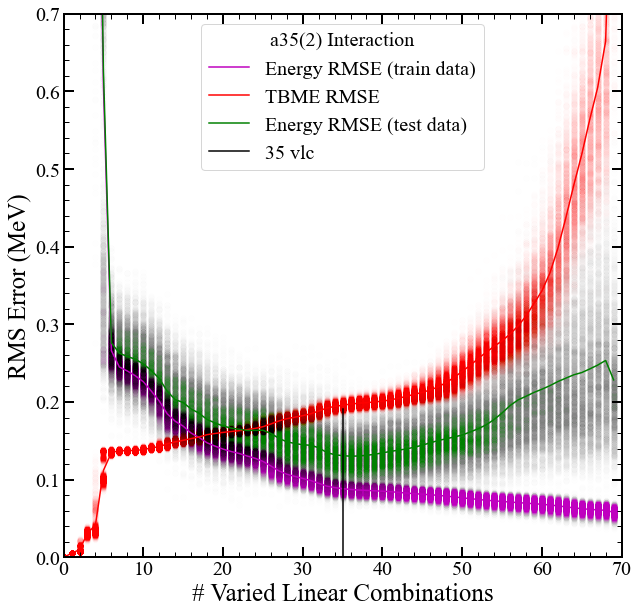 a35(2) Interaction
Energy RMSE (train data)
TBME RMSE
Energy RMSE (test data)
35 vlc
RMS Error (MeV)
0.7
0.6
0.5
0.4
0.3
0.2
0.1
0.0
0 10 20 30 40 50 60 70
# Varied Linear Combinations